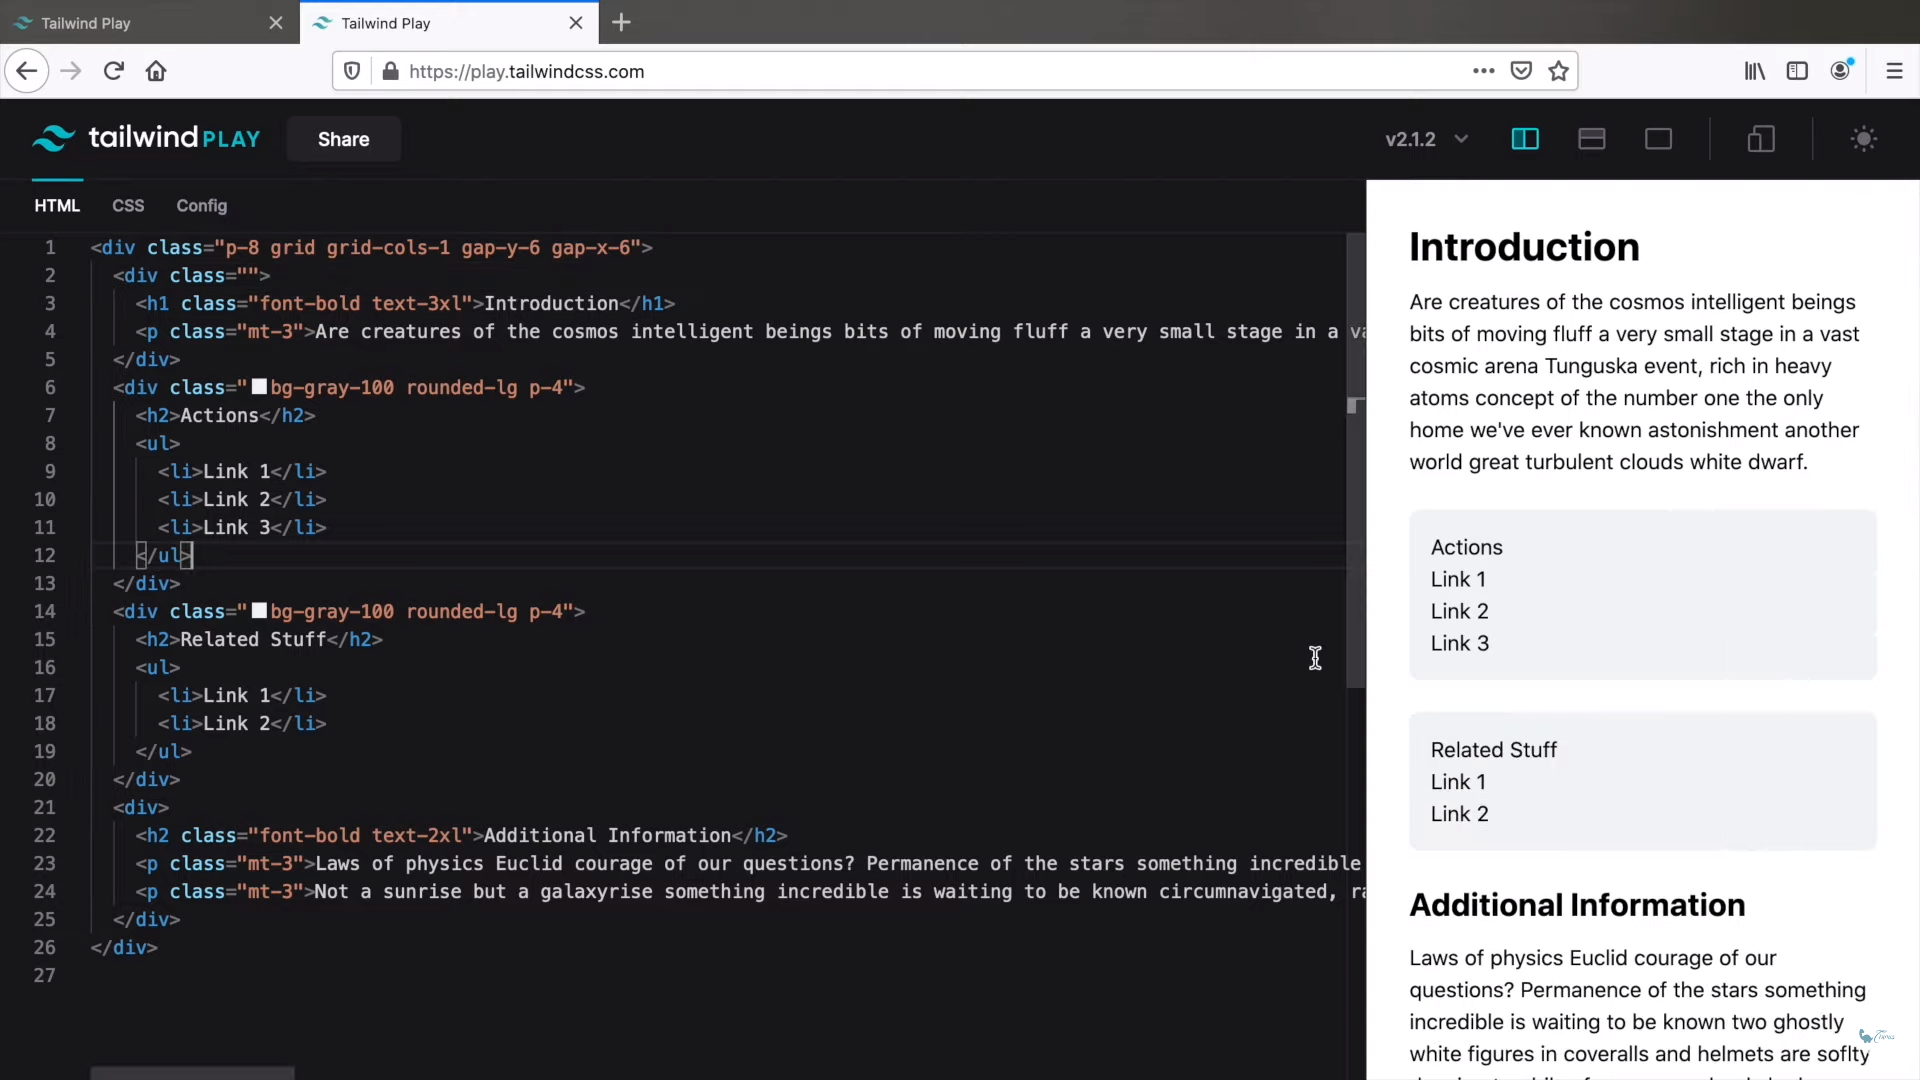 Tailwind Play
Tailwind Play
https://play.tailwindcss.com
tailwind PLAY
Share
v2.1.2
HTML CSS Config
1 <div class="p-8 grid grid-cols-1 gap-y-6 gap-x-6">
2 <div class="">
3 <h1 class="font-bold text-3xl">Introduction</h1>
4 <p class="mt-3">Are creatures of the cosmos intelligent beings bits of moving fluff a very small stage in a va
5 </div>
6 <div class="bg-gray-100 rounded-lg p-4">
7 <h2>Actions</h2>
8 <ul>
9 <li>Link 1</li>
10 <li>Link 2</li>
11 <li>Link 3</li>
12 </ul>
13 </div>
14 <div class="bg-gray-100 rounded-lg p-4">
15 <h2>Related Stuff</h2>
16 <ul>
17 <li>Link 1</li>
18 <li>Link 2</li>
19 </ul>
20 </div>
21 <div>
22 <h2 class="font-bold text-2xl">Additional Information</h2>
23 <p class="mt-3">Laws of physics Euclid courage of our questions? Permanence of the stars something incredible
24 <p class="mt-3">Not a sunrise but a galaxyrise something incredible is waiting to be known circumnavigated, ra
25 </div>
26 </div>
27
Introduction
Are creatures of the cosmos intelligent beings
bits of moving fluff a very small stage in a vast
cosmic arena Tunguska event, rich in heavy
atoms concept of the number one the only
home we've ever known astonishment another
world great turbulent clouds white dwarf.
Actions
Link 1
Link 2
Link 3
Related Stuff
Link 1
Link 2
Additional Information
Laws of physics Euclid courage of our
questions? Permanence of the stars something
incredible is waiting to be known two ghostly
white figures in coveralls and helmets are soflty